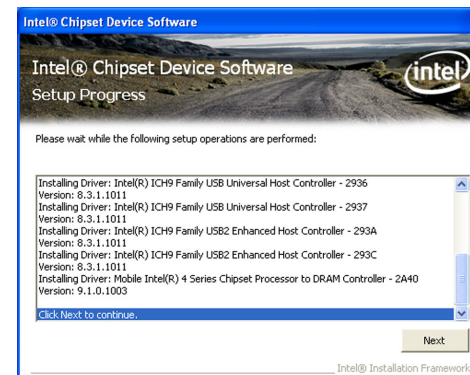 Intel® Chipset Device Software
Intel® Chipset Device Software
Setup Progress
intel
Please wait while the following setup operations are performed:
Installing Driver: Intel(R) ICH9 Family USB Universal Host Controller - 2936
Version: 8.3.1.1011
Installing Driver: Intel(R) ICH9 Family USB Universal Host Controller - 2937
Version: 8.3.1.1011
Installing Driver: Intel(R) ICH9 Family USB2 Enhanced Host Controller - 293A
Version: 8.3.1.1011
Installing Driver: Intel(R) ICH9 Family USB2 Enhanced Host Controller - 293C
Version: 8.3.1.1011
Installing Driver: Mobile Intel(R) 4 Series Chipset Processor to DRAM Controller - 2A40
Version: 9.1.0.1003
Click Next to continue.
Next
Intel® Installation Framework